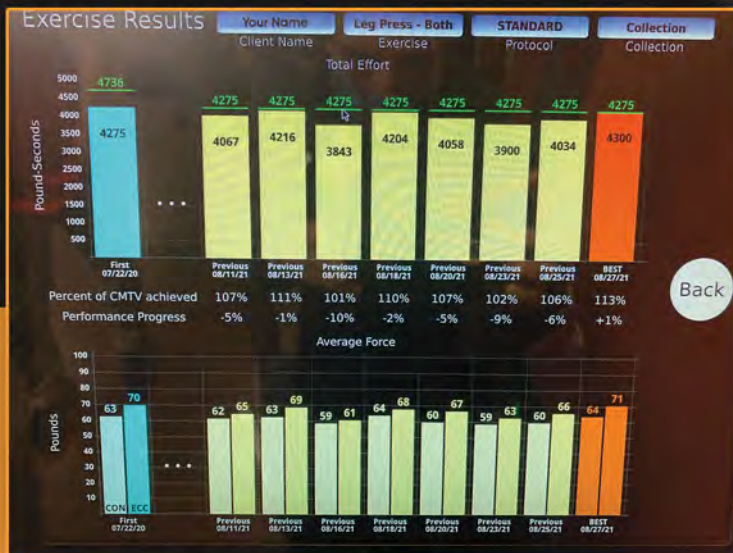 Exercise Results
Your Name
Client Name
Leg Press - Both
Exercise
STANDARD
Protocol
Collection
Collection
Total Effort
Pound-Seconds
5000
4500
4000
3500
3000
2500
2000
1500
1000
500
4736
4275
...
4275 4275 4275 4275 4275 4275 4275 4275
4067 4216 3843 4204 4058 3900 4034 4300
First Previous Previous Previous Previous Previous Previous Previous BEST
07/22/20 08/11/21 08/13/21 08/16/21 08/18/21 08/20/21 08/23/21 08/25/21 08/27/21
Percent of CMTV achieved 107% 111% 101% 110% 107% 102% 106% 113%
Performance Progress -5% -1% -10% -2% -5% -9% -6% +1%
Back
Average Force
Pounds
100
90
80
70
60
50
40
30
20
10
63 70
...
62 65 63 69 59 61 64 68 60 67 59 63 60 66 64 71
CON ECC
First Previous Previous Previous Previous Previous Previous Previous BEST
07/22/20 08/11/21 08/13/21 08/16/21 08/18/21 08/20/21 08/23/21 08/25/21 08/27/21